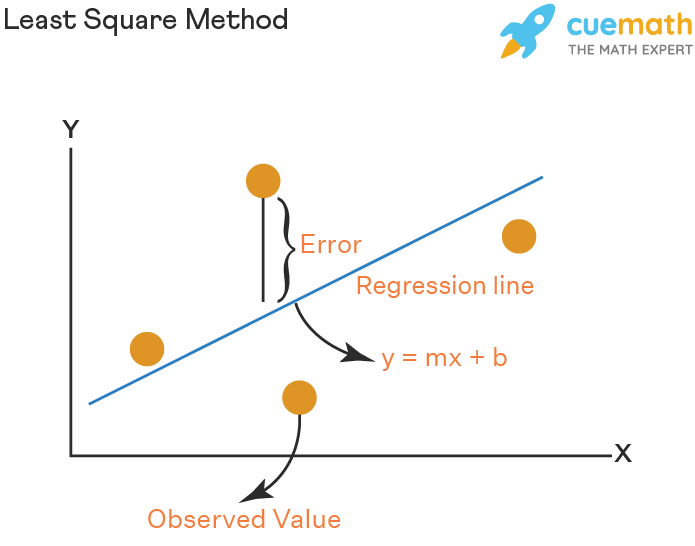 Least Square Method
cuemath
THE MATH EXPERT
Y
Error
Regression line
y = mx + b
X
Observed Value